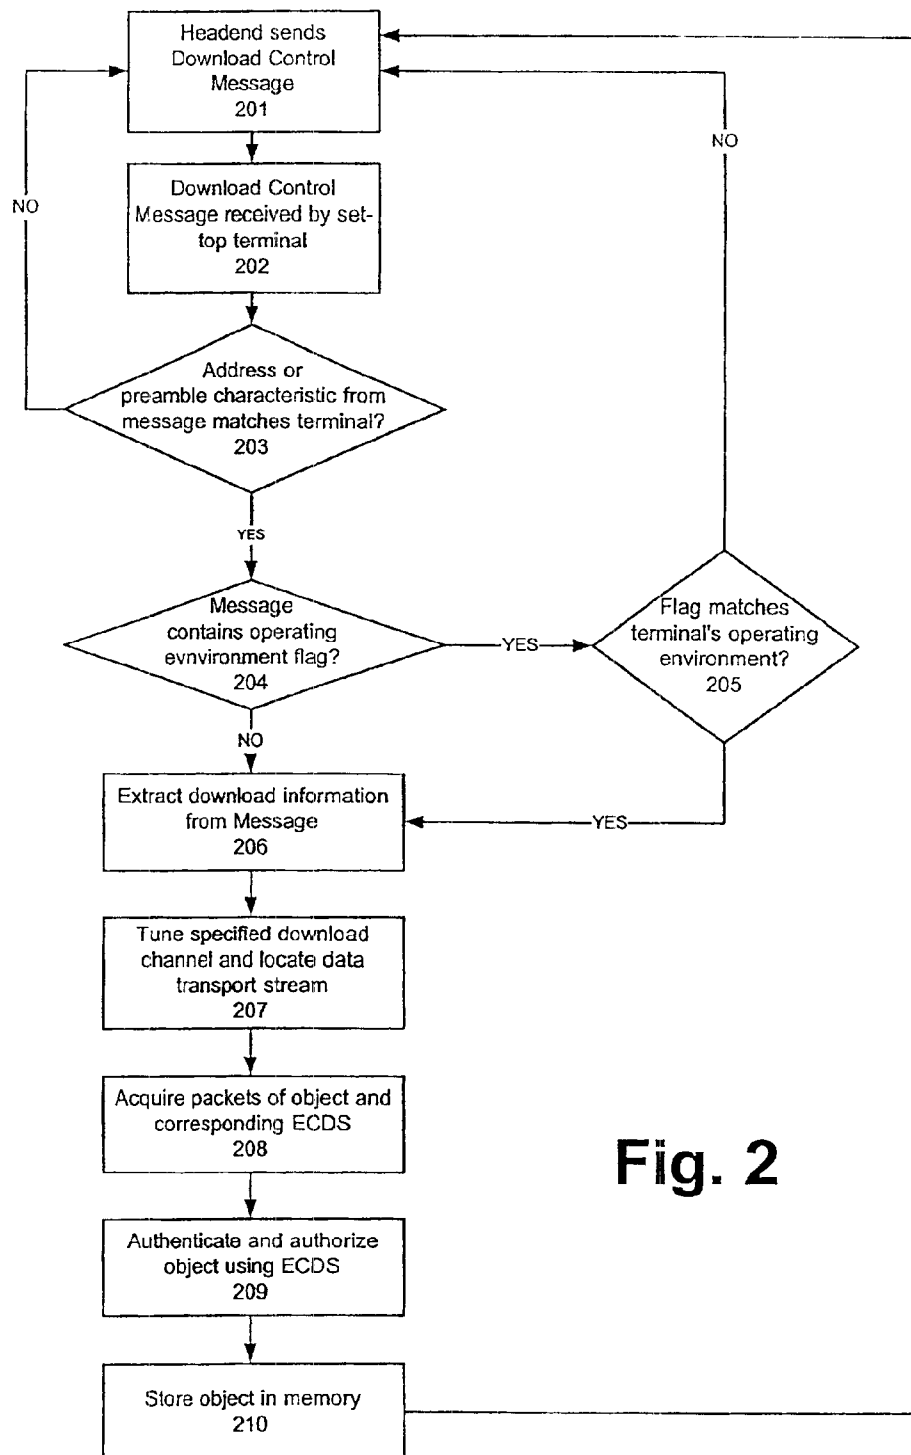 Headend sends
Download Control
Message
201
NO
NO
Download Control
Message received by set-
top terminal
202
Address or
preamble characteristic from
message matches terminal?
203
YES
Message
contains operating
evnvironment flag?
204
YES
Flag matches
terminal's operating
environment?
205
NO
Extract download information
from Message
206
YES
Tune specified download
channel and locate data
transport stream
207
Acquire packets of object and
corresponding ECDS
208
Fig. 2
Authenticate and authorize
object using ECDS
209
Store object in memory
210